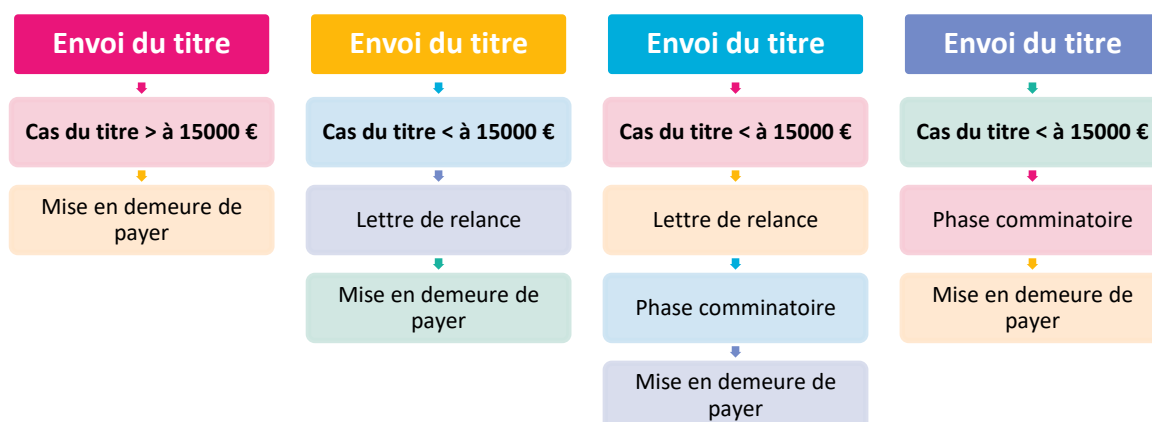 Envoi du titre
Cas du titre > à 15000 €
Mise en demeure de
payer
Envoi du titre
Cas du titre < à 15000 €
Lettre de relance
Mise en demeure de
payer
Envoi du titre
Cas du titre < à 15000 €
Lettre de relance
Phase comminatoire
Mise en demeure de
payer
Envoi du titre
Cas du titre < à 15000 €
Phase comminatoire
Mise en demeure de
payer